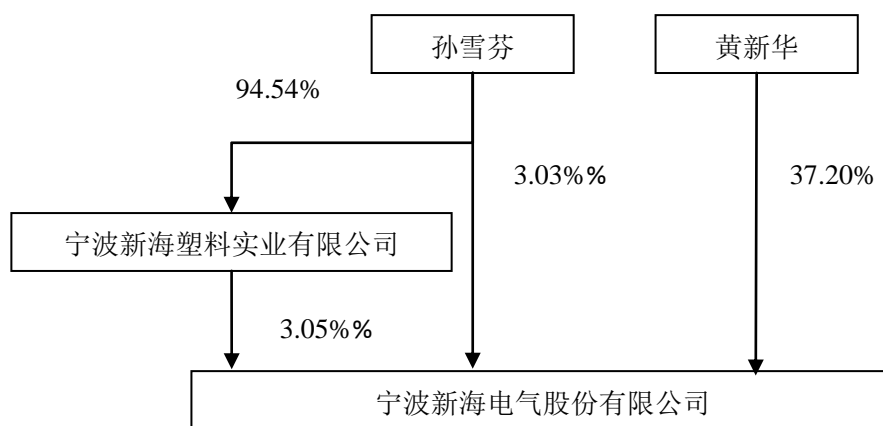 孙雪芬
黄新华
94.54%
3.03%%
37.20%
宁波新海塑料实业有限公司
3.05%%
宁波新海电气股份有限公司